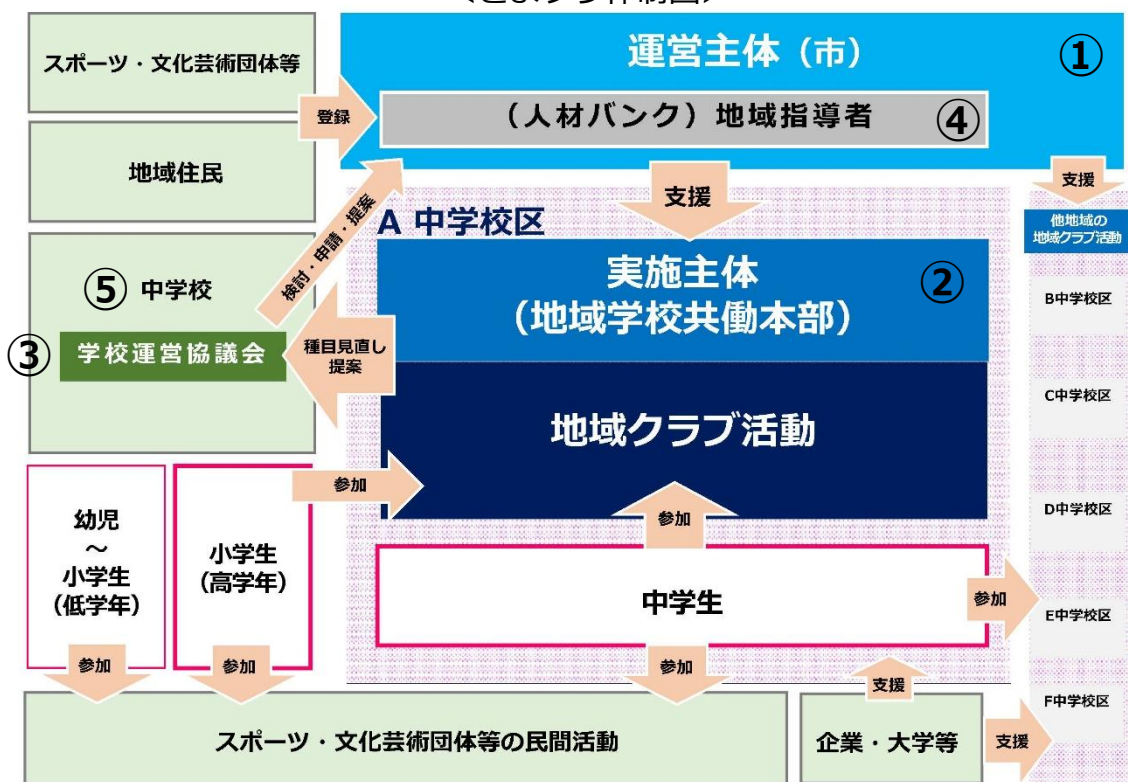 スポーツ・文化芸術団体等
地域住民
登録
運営主体（市）
①
（人材バンク）地域指導者
④
支援
支援
検討・申請・提案
A 中学校区
⑤ 中学校
③
学校運営協議会
種目見直し
提案
実施主体
（地域学校共働本部）
②
地域クラブ活動
他地域の
地域クラブ活動
B中学校区
C中学校区
D中学校区
E中学校区
F中学校区
幼児
～
小学生
（低学年）
小学生
（高学年）
参加
参加
中学生
参加
参加
参加
参加
支援
スポーツ・文化芸術団体等の民間活動
企業・大学等
支援